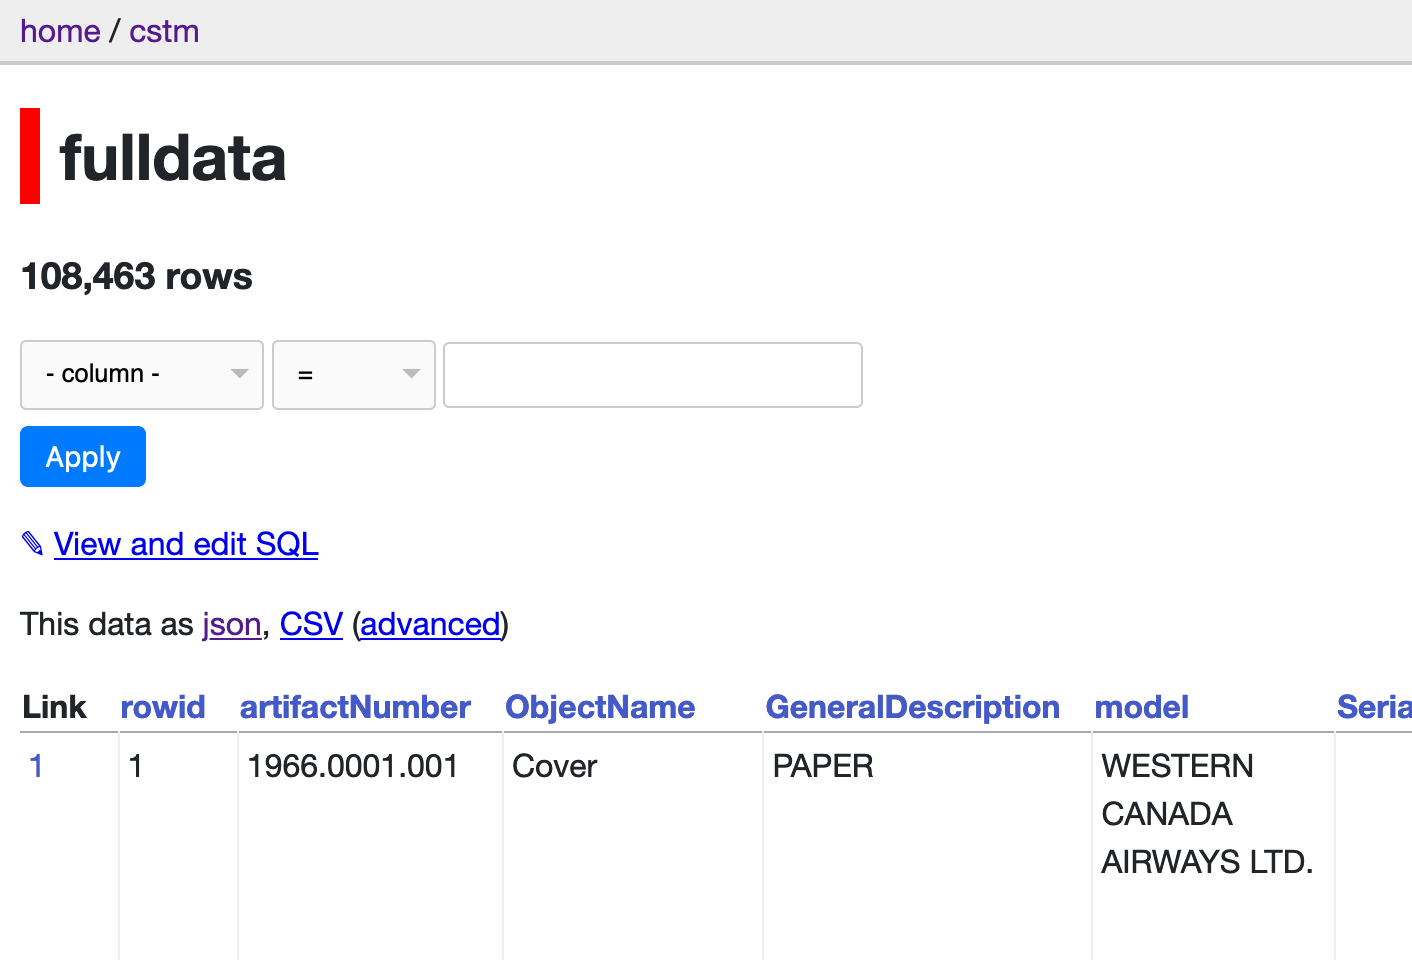 home / cstm
fulldata
108,463 rows
- column - =
Apply
✎ View and edit SQL
This data as json, CSV (advanced)
Link rowid artifactNumber ObjectName GeneralDescription model Seria
1 1 1966.0001.001 Cover PAPER WESTERN
CANADA
AIRWAYS LTD.